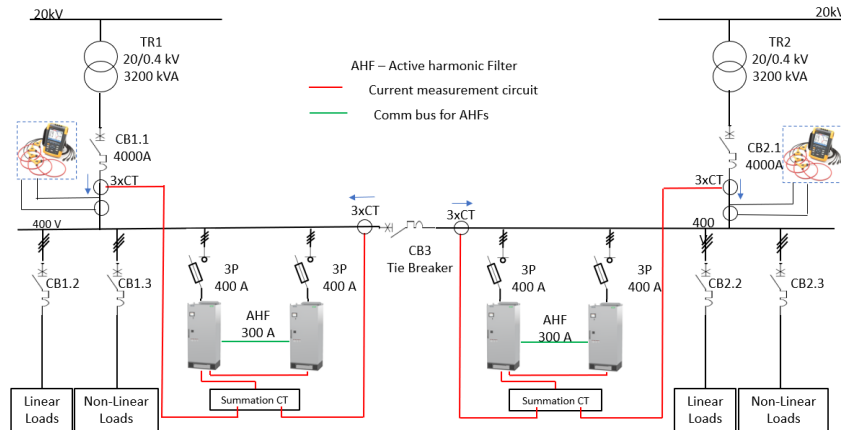 20kV
20kV
TR1
20/0.4 kV
3200 kVA
AHF – Active harmonic Filter
Current measurement circuit
Comm bus for AHFs
TR2
20/0.4 kV
3200 kVA
CB1.1
4000A
CB2.1
4000A
3xCT
3xCT
3xCT
3xCT
400 V
400
V
CB3
Tie Breaker
3P
400 A
3P
400 A
3P
400 A
3P
400 A
CB1.2
CB1.3
CB2.2
CB2.3
AHF
300 A
AHF
300 A
Summation CT
Summation CT
Linear
Loads
Non-Linear
Loads
Linear
Loads
Non-Linear
Loads